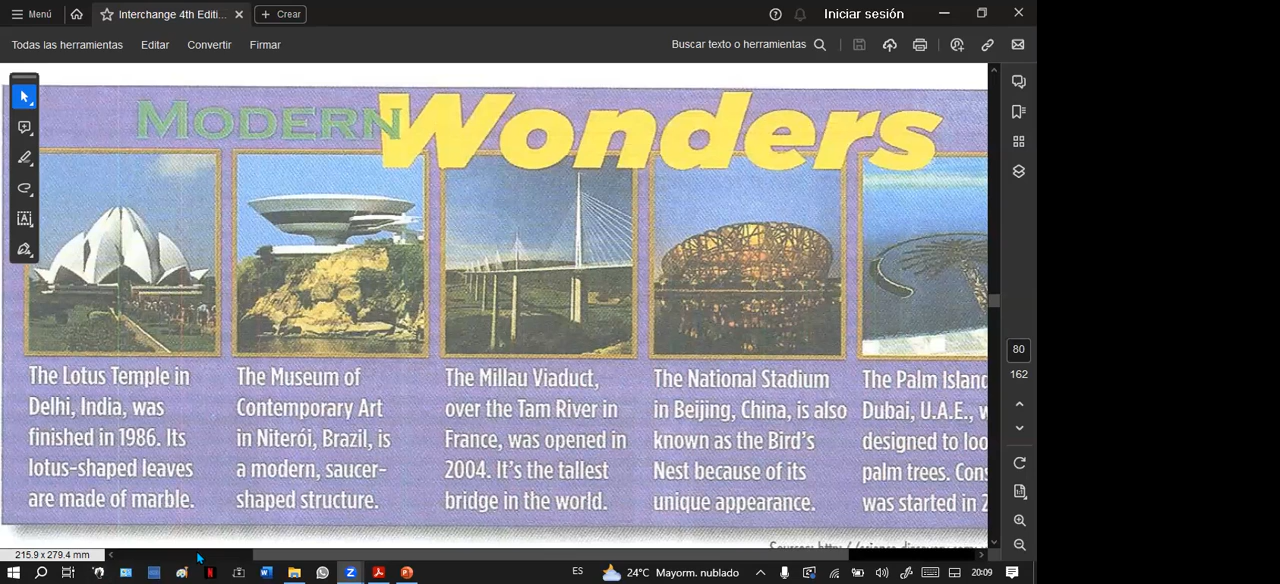 Menú
Interchange 4th Editi...
Crear
Iniciar sesión
Todas las herramientas
Editar
Convertir
Firmar
Buscar texto o herramientas
MODERN Wonders
The Lotus Temple in
Delhi, India, was
finished in 1986. Its
lotus-shaped leaves
are made of marble.
The Museum of
Contemporary Art
in Niterói, Brazil, is
a modern, saucer-
shaped structure.
The Millau Viaduct,
over the Tam River in
France, was opened in
2004. It's the tallest
bridge in the world.
The National Stadium
in Beijing, China, is also
known as the Bird's
Nest because of its
unique appearance.
The Palm Island
Dubai, U.A.E., w
designed to loo
palm trees. Cons
was started in 2
80
162
215.9 x 279.4 mm
ES
24°C Mayorm. nublado
20:09